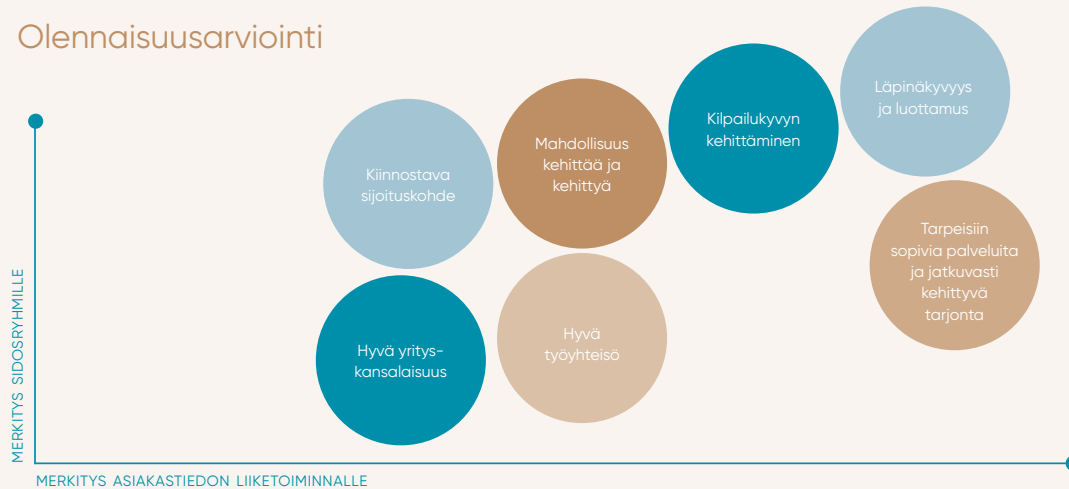 Olennaisuusarviointi
Läpinäkyvyys
ja luottamus
Kilpailukyvyn
kehittäminen
Mahdollisuus
kehittää ja
kehittyä
Kiinnostava
sijoituskohde
Tarpeisiin
sopivia palveluita
ja jatkuvasti
kehittyvä
tarjonta
Hyvä
työyhteisö
Hyvä yritys-
kansalaisuus
MERKITYS SIDOSRYHMILLE
MERKITYS ASIAKASTIEDON LIIKETOIMINNALLE